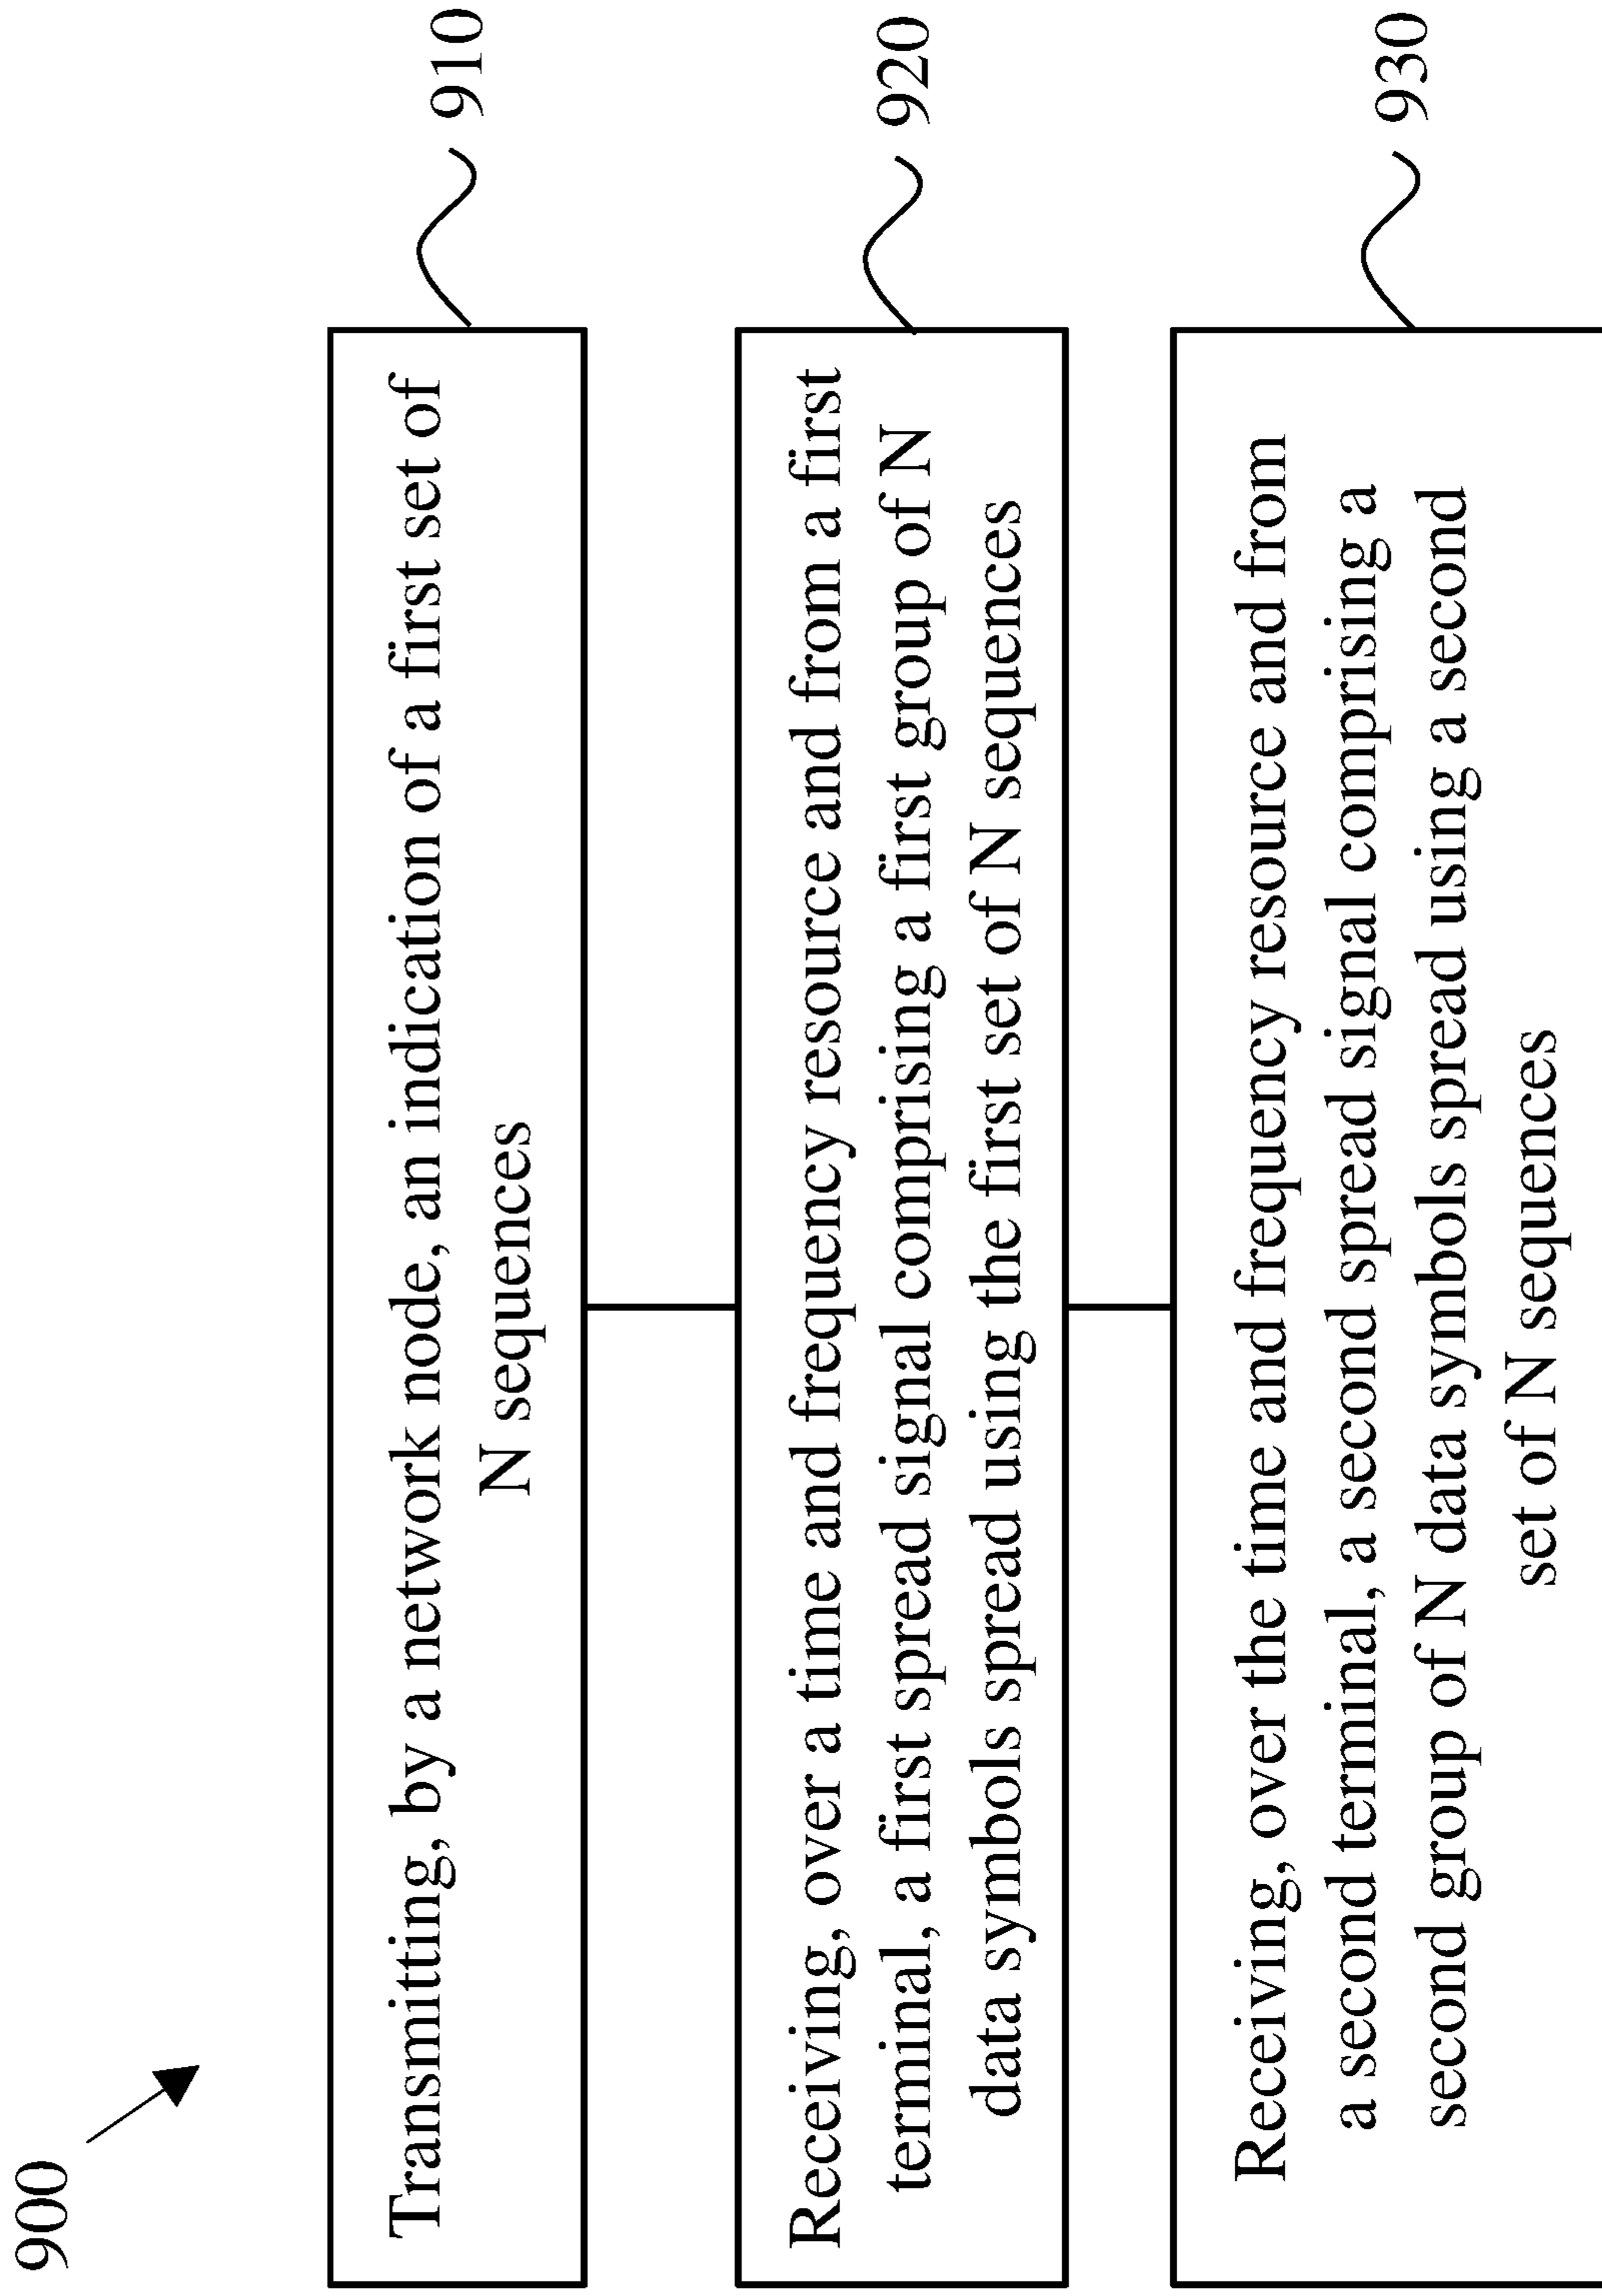 900
Transmitting, by a network node, an indication of a first set of
N sequences
910
Receiving, over a time and frequency resource and from a first
terminal, a first spread signal comprising a first group of N
data symbols spread using the first set of N sequences
920
Receiving, over the time and frequency resource and from
a second terminal, a second spread signal comprising a
second group of N data symbols spread using a second
set of N sequences
930